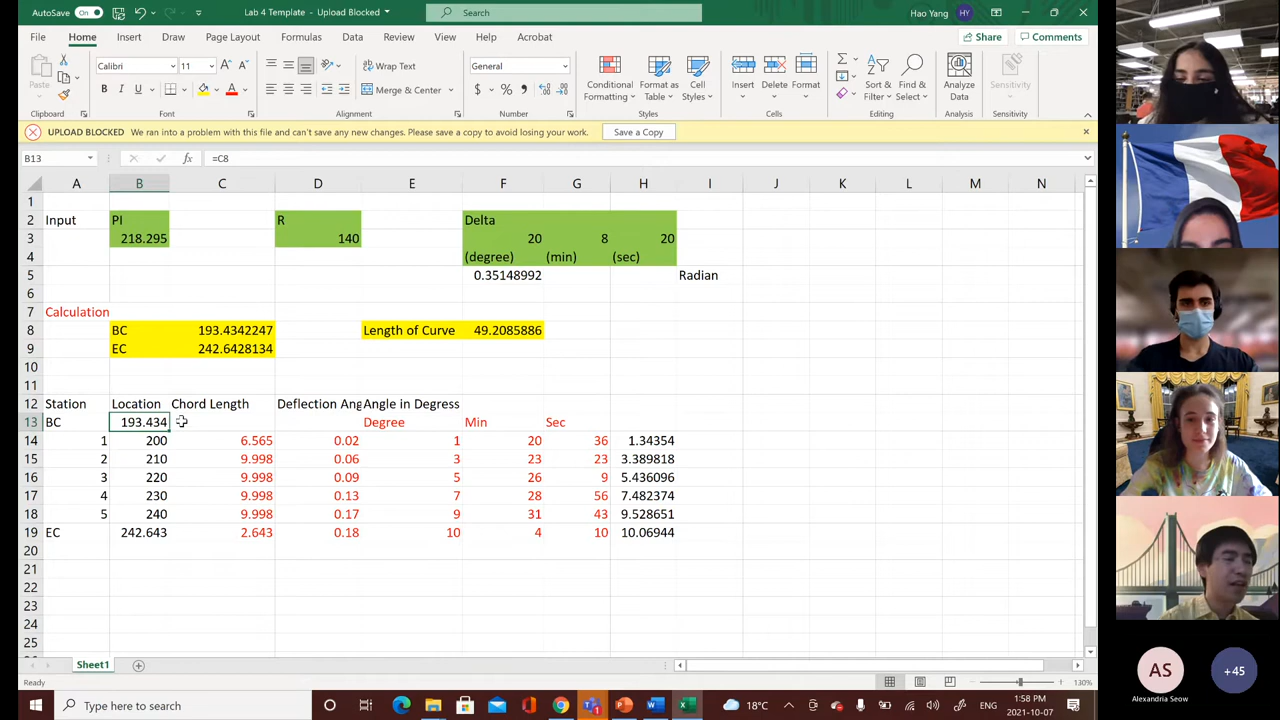 AutoSave On Lab 4 Template - Upload Blocked Search Hao Yang HY
File Home Insert Draw Page Layout Formulas Data Review View Help Acrobat Share Comments
Paste Calibri 11 Wrap Text General Conditional Formatting Format as Table Cell Styles Insert Delete Format Sort & Filter Find & Select Analyze Data Sensitivity
B I U Merge & Center $ %
Clipboard Font Alignment Number Styles Cells Editing Analysis Sensitivity
UPLOAD BLOCKED We ran into a problem with this file and can't save any new changes. Please save a copy to avoid losing your work. Save a Copy
B13 fx =C8
A B C D E F G H I J K L M N
1
2 Input PI R Delta
3 218.295 140 20 8 20
4 (degree) (min) (sec)
5 0.35148992 Radian
6
7 Calculation
8 BC 193.4342247 Length of Curve 49.2085886
9 EC 242.6428134
10
11
12 Station Location Chord Length Deflection Ang Angle in Degress
13 BC 193.434 Degree Min Sec
14 1 200 6.565 0.02 1 20 36 1.34354
15 2 210 9.998 0.06 3 23 23 3.389818
16 3 220 9.998 0.09 5 26 9 5.436096
17 4 230 9.998 0.13 7 28 56 7.482374
18 5 240 9.998 0.17 9 31 43 9.528651
19 EC 242.643 2.643 0.18 10 4 10 10.06944
20
21
22
23
24
25
Sheet1
Ready 130%
Type here to search 18°C ENG 1:58 PM 2021-10-07
AS +45
Alexandria Seow